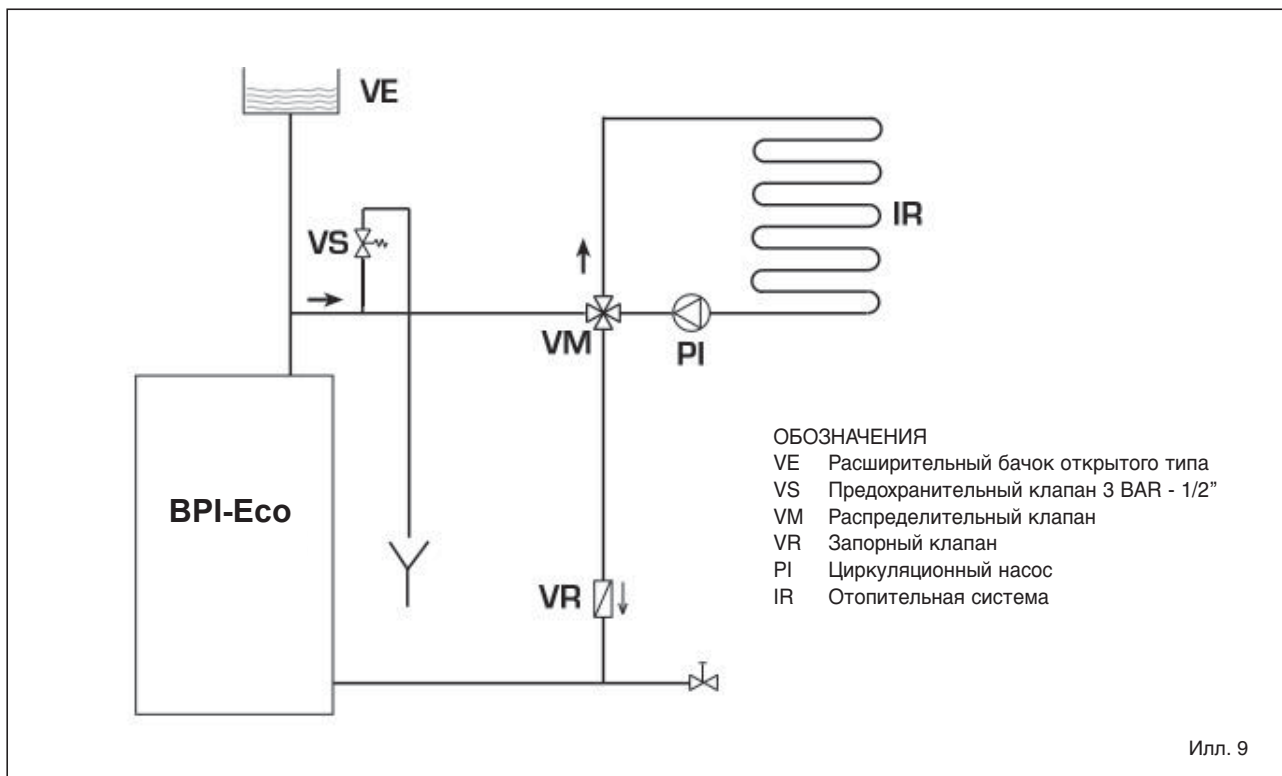 VE
VS
IR
VM
PI
BPI-Eco
VR
ОБОЗНАЧЕНИЯ
VE Расширительный бачок открытого типа
VS Предохранительный клапан 3 BAR - 1/2”
VM Распределительный клапан
VR Запорный клапан
PI Циркуляционный насос
IR Отопительная система
Илл. 9